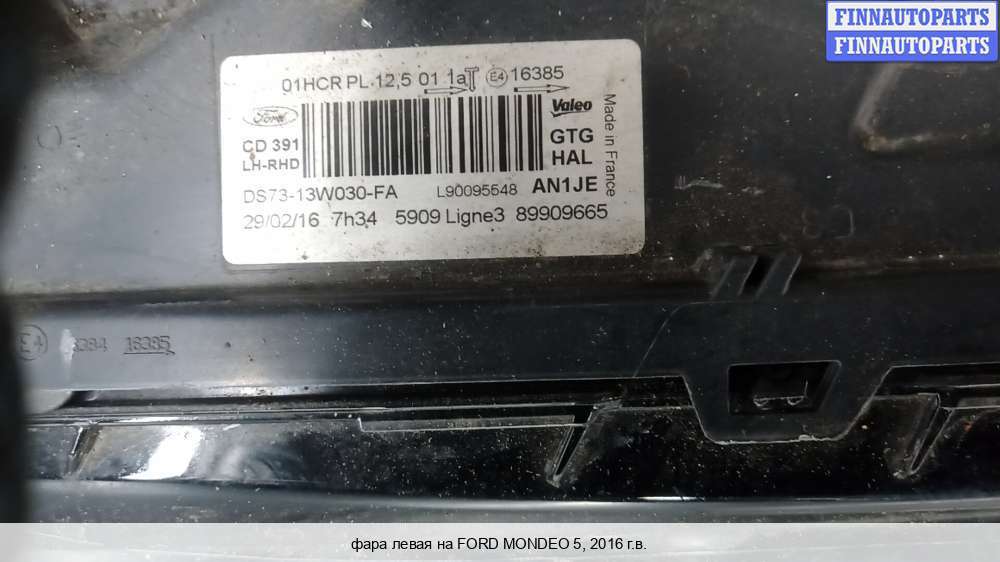 FINNAUTOPARTS
FINNAUTOPARTS
01HCR PL 12,5 01 1aT E4 16385
Ford
Valeo
CD 391
GTG
LH-RHD
HAL
Made in France
DS73-13W030-FA L90095548 AN1JE
29/02/16 7h34 5909 Ligne3 89909665
E4 16385
фара левая на FORD MONDEO 5, 2016 г.в.